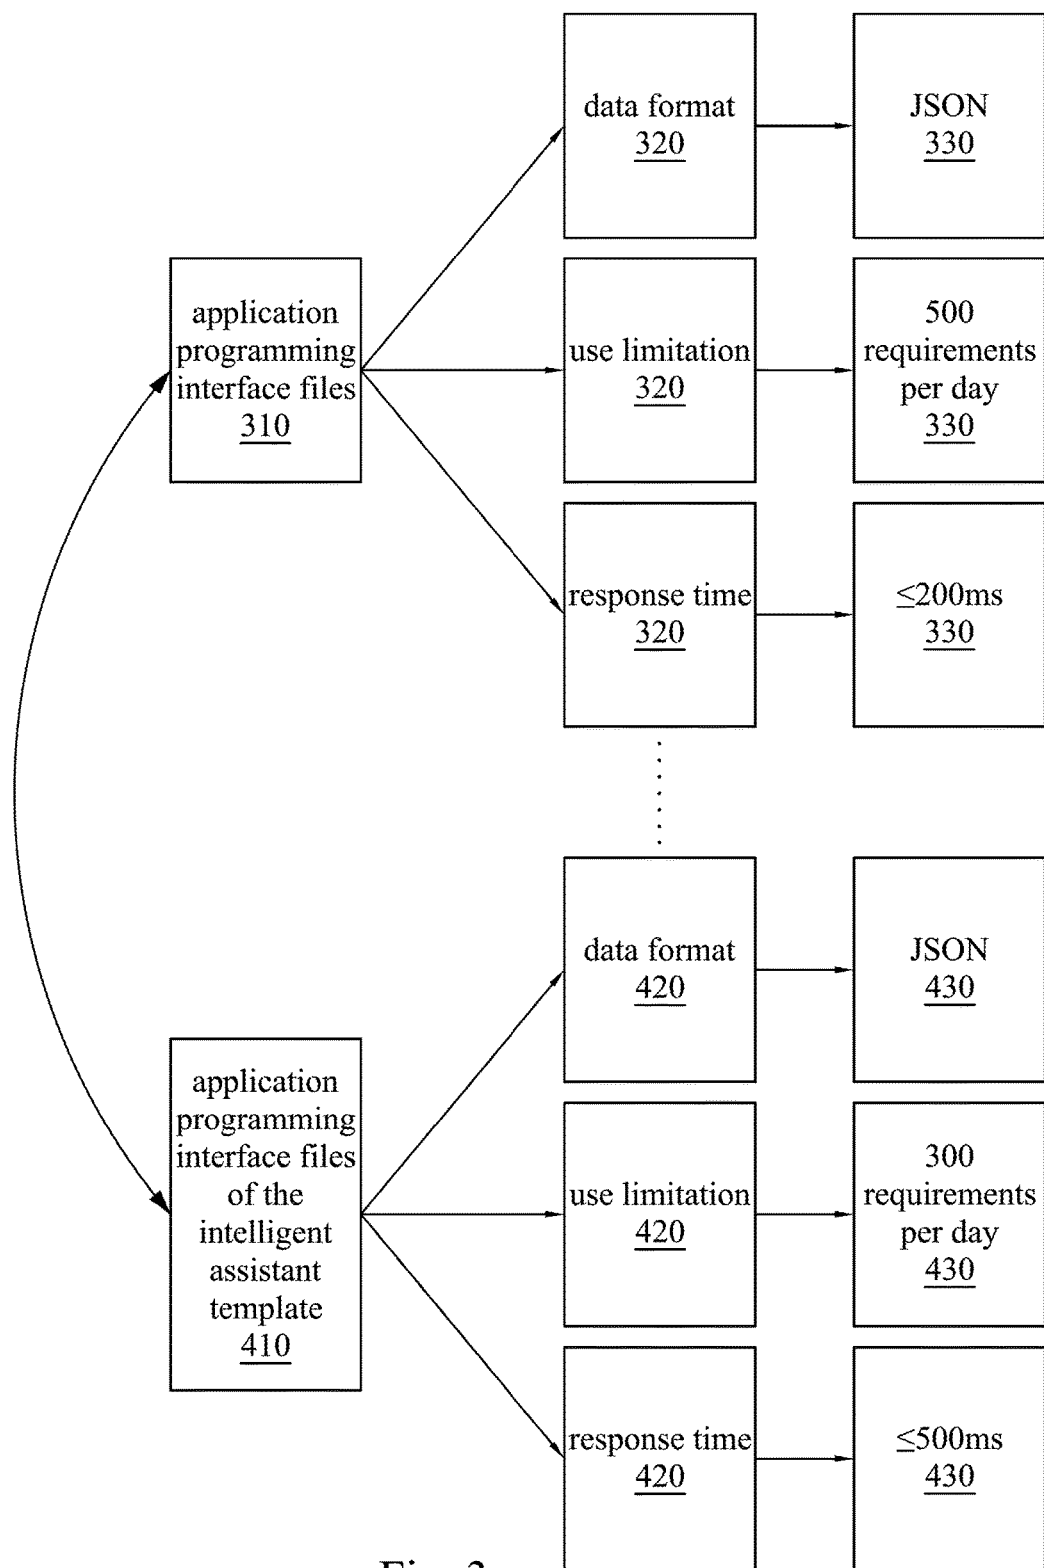 data format
320
JSON
330
application
programming
interface files
310
use limitation
320
500
requirements
per day
330
response time
320
≤200ms
330
data format
420
JSON
430
application
programming
interface files
of the
intelligent
assistant
template
410
use limitation
420
300
requirements
per day
430
response time
420
≤500ms
430